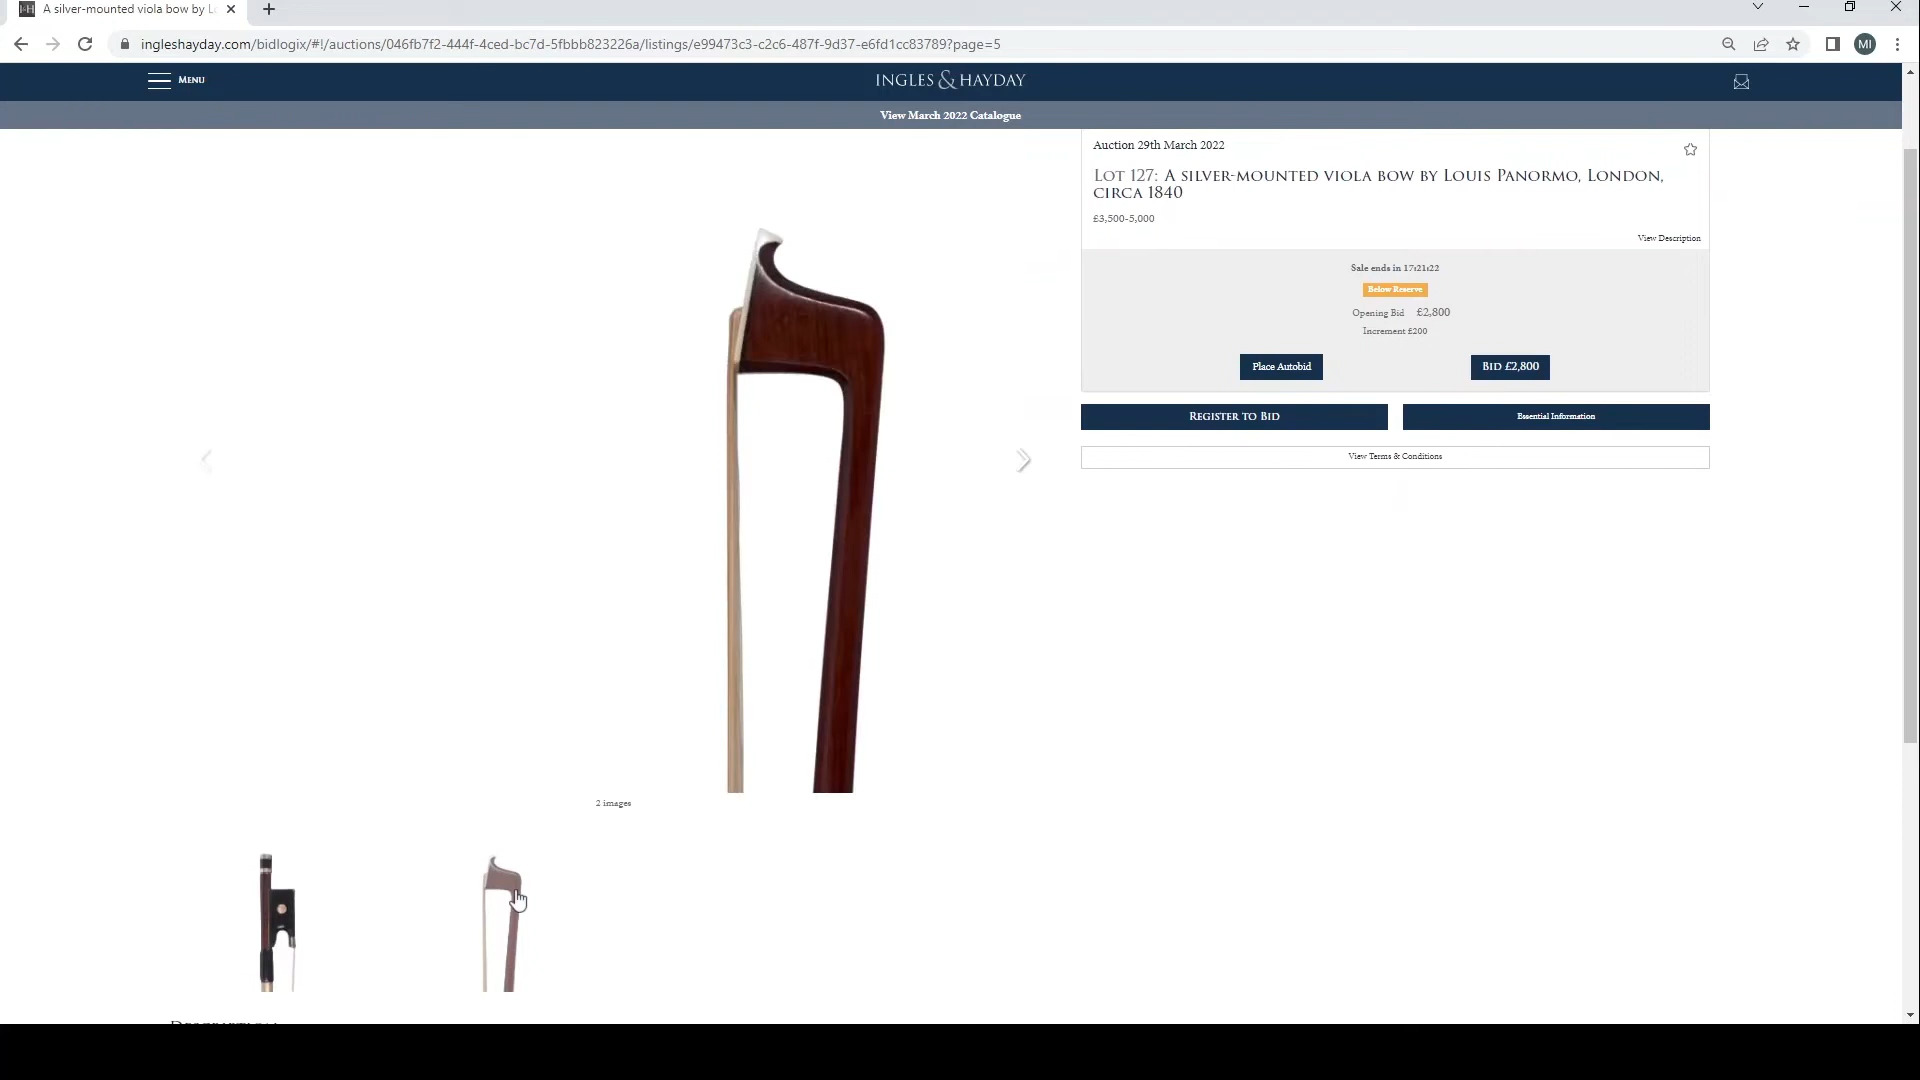 A silver-mounted viola bow by L
ingleshayday.com/bidlogix/#!/auctions/046fb7f2-444f-4ced-bc7d-5fbbb823226a/listings/e99473c3-c2c6-487f-9d37-e6fd1cc83789?page=5
MI
Menu
INGLES & HAYDAY
View March 2022 Catalogue
Auction 29th March 2022
Lot 127: A silver-mounted viola bow by Louis Panormo, London,
circa 1840
£3,500-5,000
View Description
Sale ends in 17:21:22
Below Reserve
Opening Bid £2,800
Increment £200
Place Autobid
Bid £2,800
Register to Bid
Essential Information
View Terms & Conditions
2 images